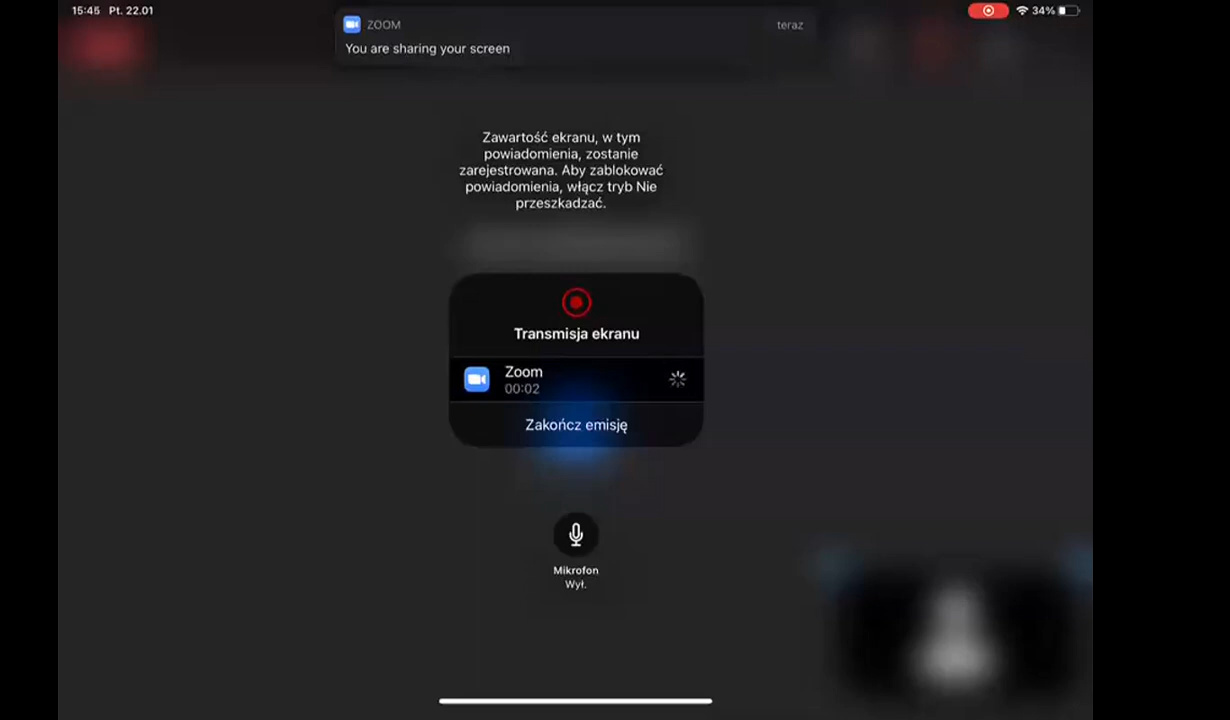 15:45 Pt. 22.01
34%
ZOOM
teraz
You are sharing your screen
Zawartość ekranu, w tym
powiadomienia, zostanie
zarejestrowana. Aby zablokować
powiadomienia, włącz tryb Nie
przeszkadzać.
Transmisja ekranu
Zoom
00:02
Zakończ emisję
Mikrofon
Wył.